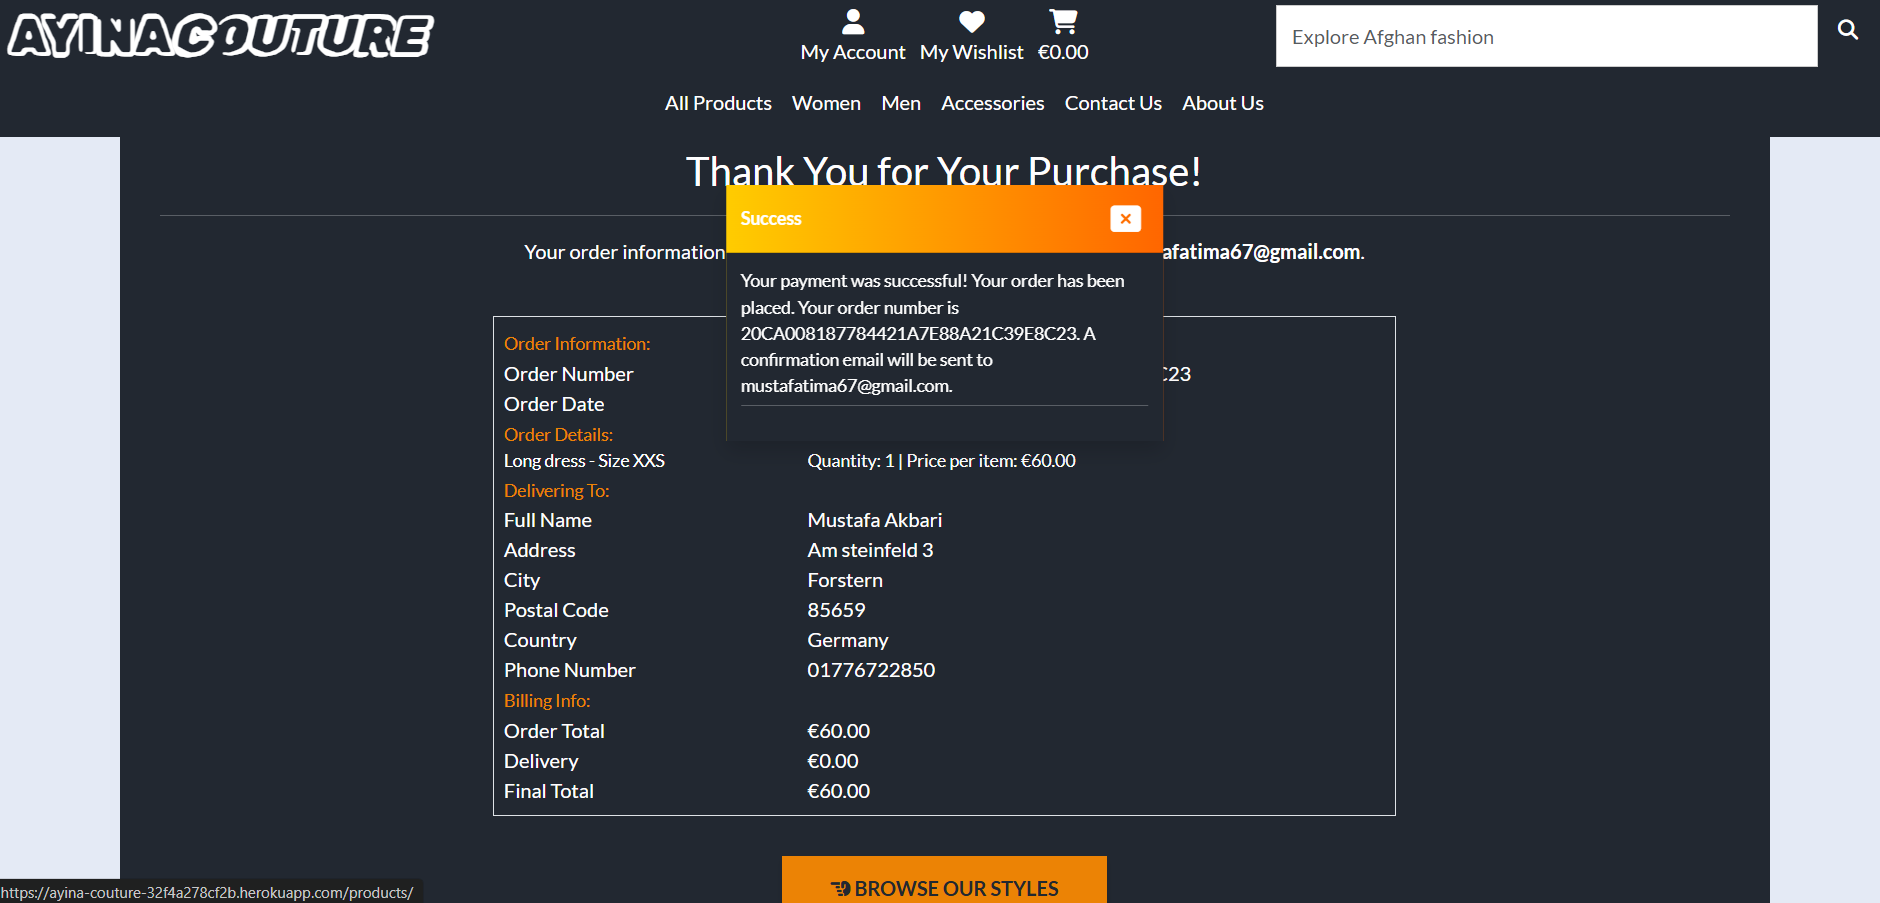 AYINACOUTURE
My Account My Wishlist €0.00
Explore Afghan fashion
All Products Women Men Accessories Contact Us About Us
Thank You for Your Purchase!
Success
Your order information afatima67@gmail.com.
Your payment was successful! Your order has been
placed. Your order number is
20CA008187784421A7E88A21C39E8C23. A
confirmation email will be sent to
mustafatima67@gmail.com.
Order Information:
Order Number C23
Order Date
Order Details:
Long dress - Size XXS Quantity: 1 | Price per item: €60.00
Delivering To:
Full Name Mustafa Akbari
Address Am steinfeld 3
City Forstern
Postal Code 85659
Country Germany
Phone Number 01776722850
Billing Info:
Order Total €60.00
Delivery €0.00
Final Total €60.00
BROWSE OUR STYLES
https://ayina-couture-32f4a278cf2b.herokuapp.com/products/